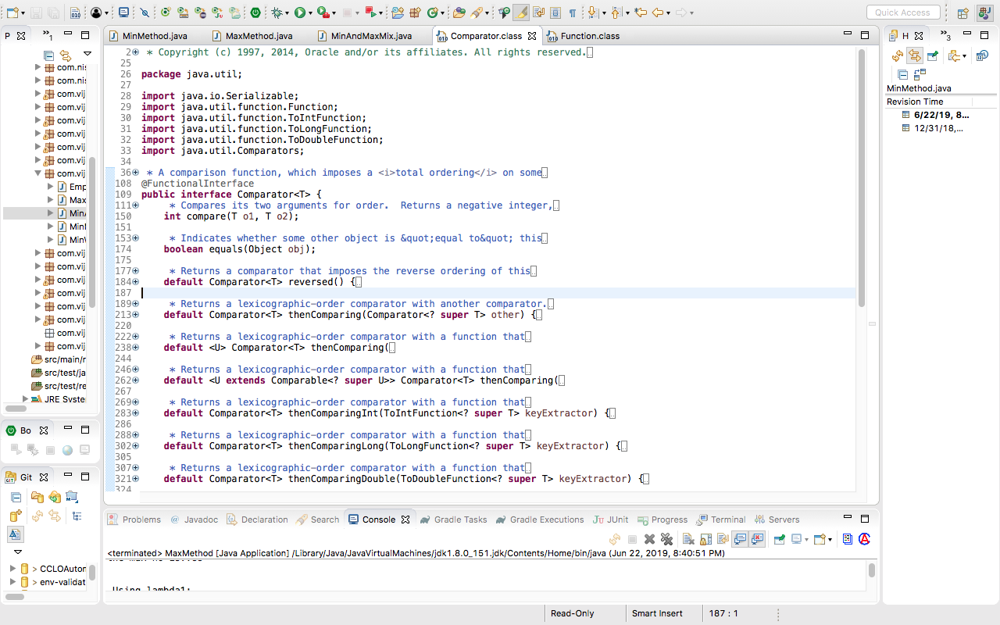 Quick Access
P
1
com.nis
com.nis
com.vij
com.vij
com.vij
com.vij
com.vij
com.vij
com.vij
Emp
Max
MinA
MinM
MinV
com.vij
com.vij
com.vij
com.vij
com.vij
com.vij
com.vij
com.vij
src/main/r
src/test/ja
src/test/re
JRE System
Bo
Git
> CCLOAutom
> env-validat
MinMethod.java
MaxMethod.java
MinAndMaxMix.java
Comparator.class
Function.class
2 * Copyright (c) 1997, 2014, Oracle and/or its affiliates. All rights reserved.
25
26 package java.util;
27
28 import java.io.Serializable;
29 import java.util.function.Function;
30 import java.util.function.ToIntFunction;
31 import java.util.function.ToLongFunction;
32 import java.util.function.ToDoubleFunction;
33 import java.util.Comparators;
34
36 * A comparison function, which imposes a <i>total ordering</i> on some
108 @FunctionalInterface
109 public interface Comparator<T> {
111 * Compares its two arguments for order.  Returns a negative integer,
150 int compare(T o1, T o2);
151
153 * Indicates whether some other object is &quot;equal to&quot; this
174 boolean equals(Object obj);
175
177 * Returns a comparator that imposes the reverse ordering of this
184 default Comparator<T> reversed() {
187
189 * Returns a lexicographic-order comparator with another comparator.
213 default Comparator<T> thenComparing(Comparator<? super T> other) {
220
222 * Returns a lexicographic-order comparator with a function that
238 default <U> Comparator<T> thenComparing(
244
246 * Returns a lexicographic-order comparator with a function that
262 default <U extends Comparable<? super U>> Comparator<T> thenComparing(
267
269 * Returns a lexicographic-order comparator with a function that
283 default Comparator<T> thenComparingInt(ToIntFunction<? super T> keyExtractor) {
286
288 * Returns a lexicographic-order comparator with a function that
302 default Comparator<T> thenComparingLong(ToLongFunction<? super T> keyExtractor) {
305
307 * Returns a lexicographic-order comparator with a function that
321 default Comparator<T> thenComparingDouble(ToDoubleFunction<? super T> keyExtractor) {
324
H
3
MinMethod.java
Revision Time
6/22/19, 8...
12/31/18,...
Problems @ Javadoc Declaration Search Console Gradle Tasks Gradle Executions JU JUnit Progress Terminal Servers
<terminated> MaxMethod [Java Application] /Library/Java/JavaVirtualMachines/jdk1.8.0_151.jdk/Contents/Home/bin/java (Jun 22, 2019, 8:40:51 PM)
Using lambda1:
Read-Only
Smart Insert
187 : 1